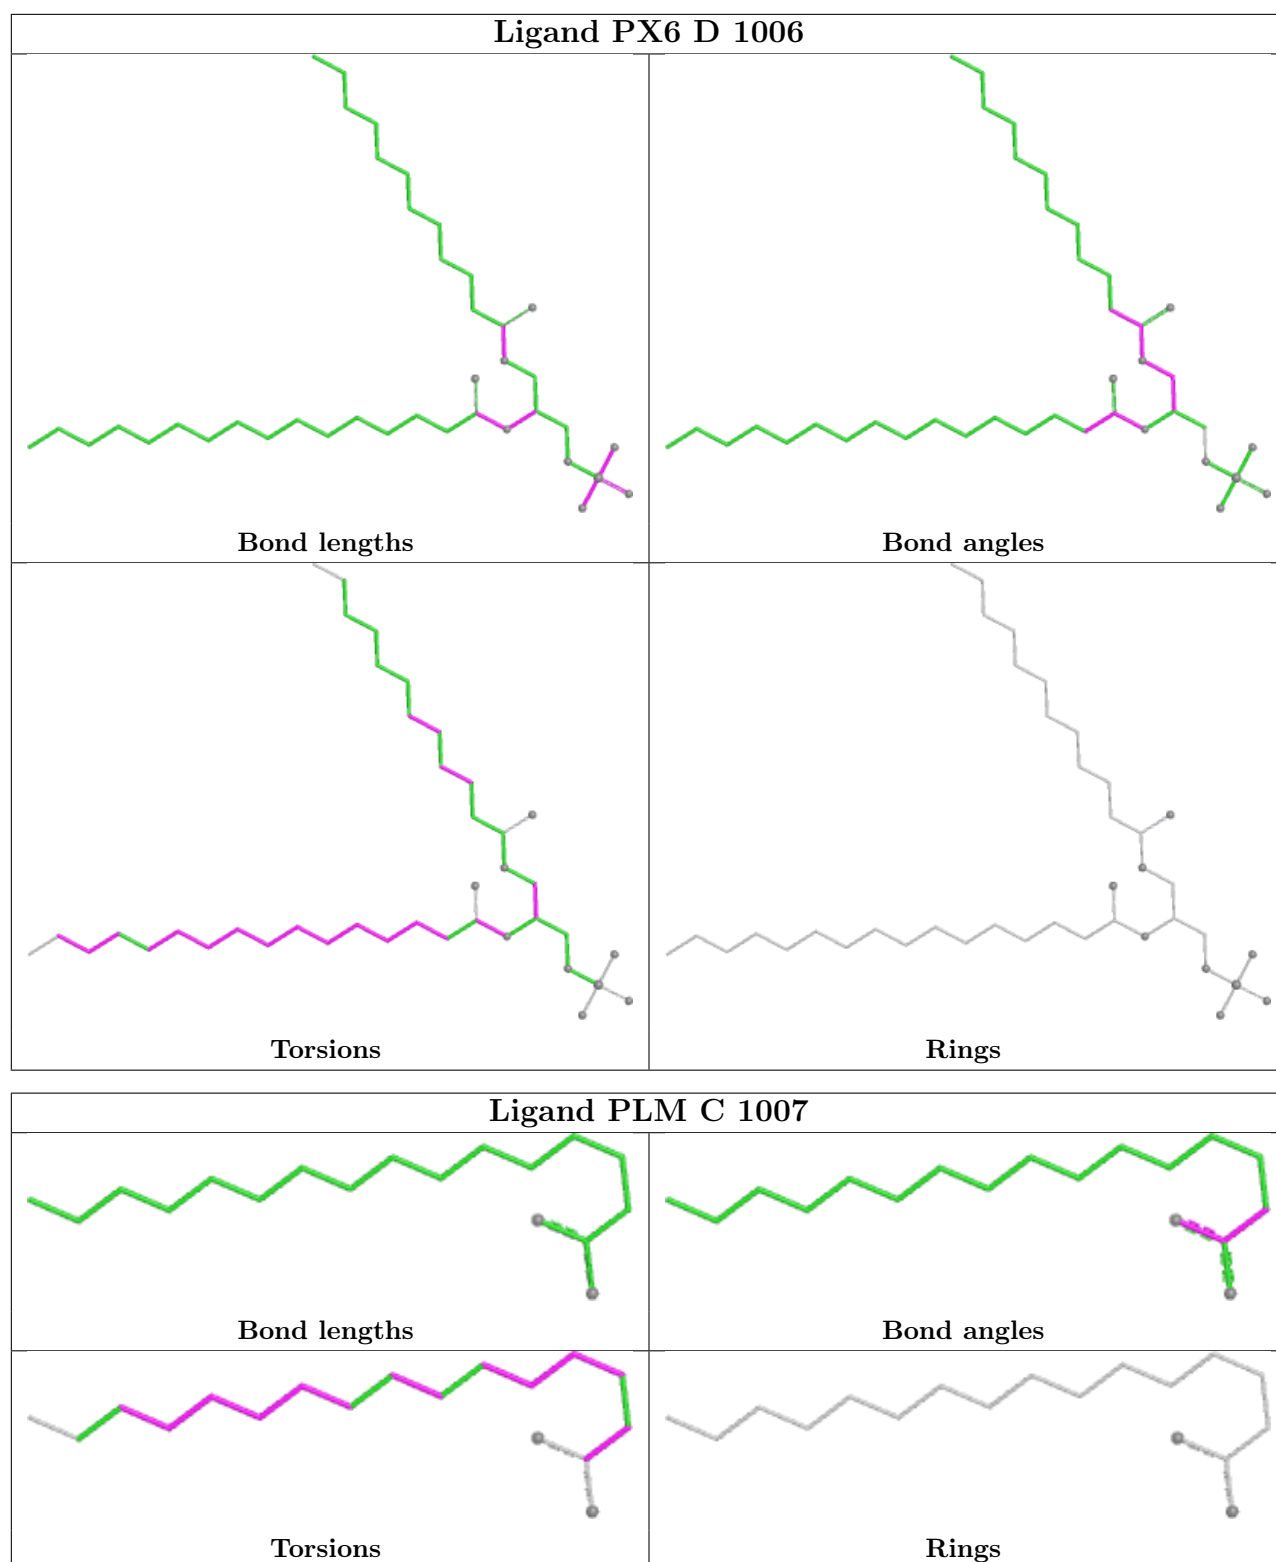 Ligand PX6 D 1006
Bond lengths
Bond angles
Torsions
Rings
Ligand PLM C 1007
Bond lengths
Bond angles
Torsions
Rings